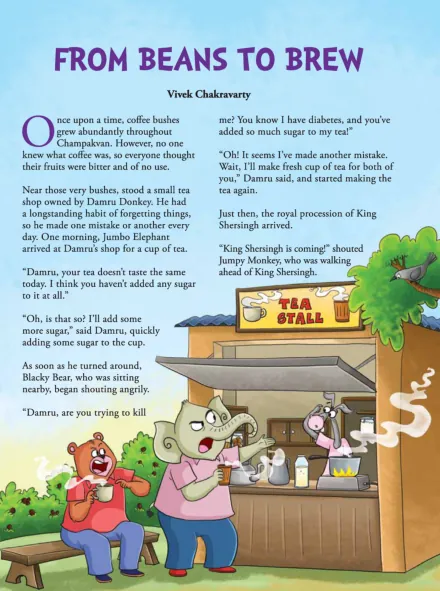 FROM BEANS TO BREW
Vivek Chakravarty
Once upon a time, coffee bushes
grew abundantly throughout
Champakvan. However, no one
knew what coffee was, so everyone thought
their fruits were bitter and of no use.
Near those very bushes, stood a small tea
shop owned by Damru Donkey. He had
a longstanding habit of forgetting things,
so he made one mistake or another every
day. One morning, Jumbo Elephant
arrived at Damru's shop for a cup of tea.
“Damru, your tea doesn't taste the same
today. I think you haven't added any sugar
to it at all.”
“Oh, is that so? I'll add some
more sugar,” said Damru, quickly
adding some sugar to the cup.
As soon as he turned around,
Blacky Bear, who was sitting
nearby, began shouting angrily.
“Damru, are you trying to kill
me? You know I have diabetes, and you've
added so much sugar to my tea!”
“Oh! It seems I've made another mistake.
Wait, I'll make fresh cup of tea for both of
you,” Damru said, and started making the
tea again.
Just then, the royal procession of King
Shersingh arrived.
“King Shersingh is coming!” shouted
Jumpy Monkey, who was walking
ahead of King Shersingh.
TEA
STALL